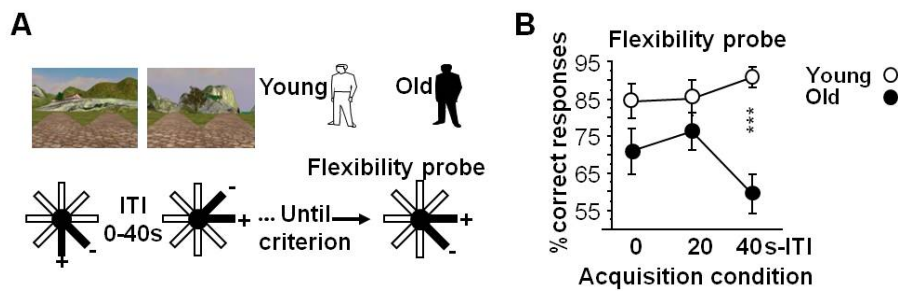 A
Young
Old
Flexibility probe
ITI
0-40s
- 
+
-
+
... Until
criterion
-
+
B
Flexibility probe
% correct responses
95
85
75
65
55
***
0 20 40s-ITI
Acquisition condition
Young
Old